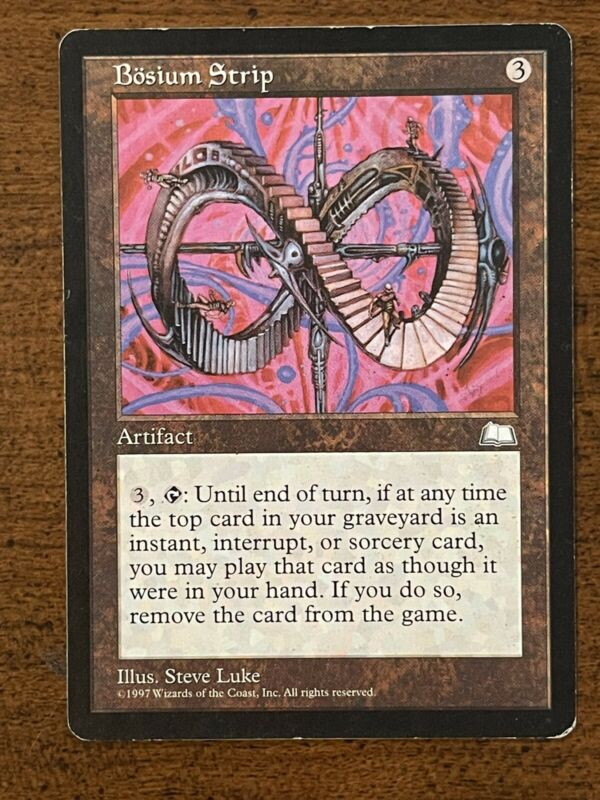 Bösium Strip
3
Artifact
3, : Until end of turn, if at any time
the top card in your graveyard is an
instant, interrupt, or sorcery card,
you may play that card as though it
were in your hand. If you do so,
remove the card from the game.
Illus. Steve Luke
©1997 Wizards of the Coast, Inc. All rights reserved.